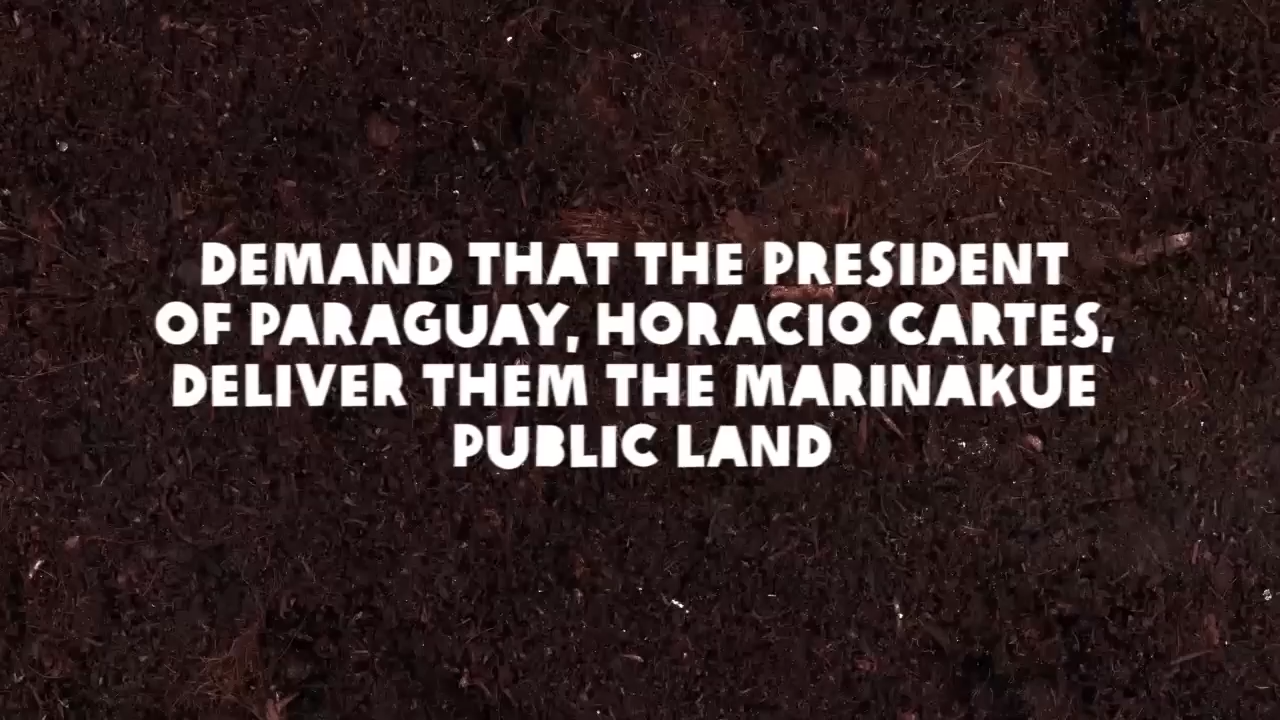 DEMAND THAT THE PRESIDENT
OF PARAGUAY, HORACIO CARTES,
DELIVER THEM THE MARINAKUE
PUBLIC LAND